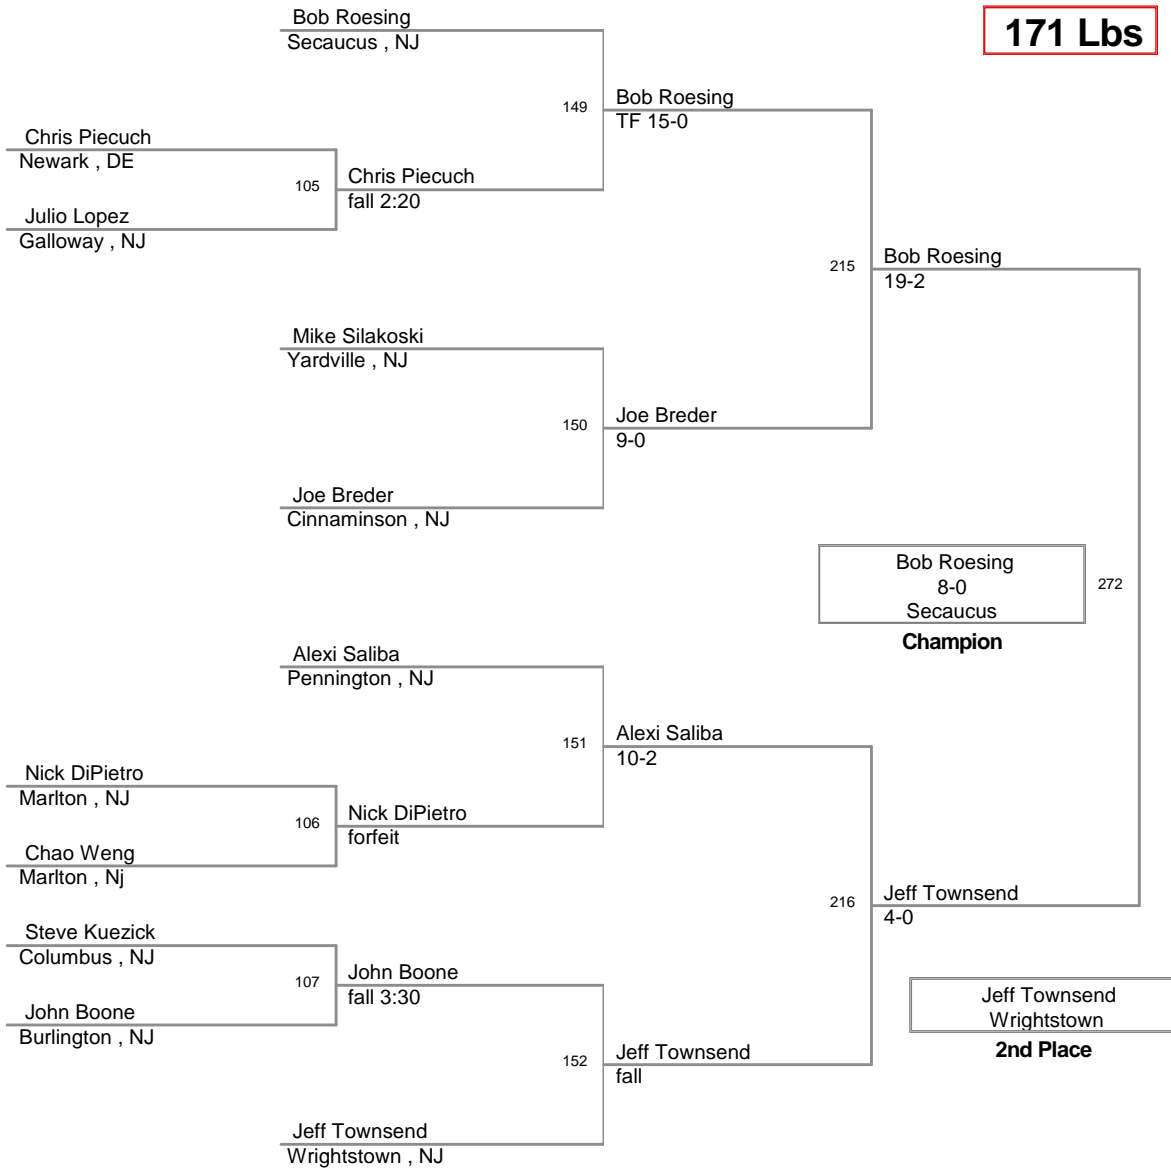 171 Lbs
Bob Roesing
Secaucus , NJ
149
Bob Roesing
TF 15-0
Chris Piecuch
Newark , DE
105
Chris Piecuch
fall 2:20
Julio Lopez
Galloway , NJ
215
Bob Roesing
19-2
Mike Silakoski
Yardville , NJ
150
Joe Breder
9-0
Joe Breder
Cinnaminson , NJ
Bob Roesing
8-0
Secaucus
272
Champion
Alexi Saliba
Pennington , NJ
151
Alexi Saliba
10-2
Nick DiPietro
Marlton , NJ
106
Nick DiPietro
forfeit
Chao Weng
Marlton , Nj
216
Jeff Townsend
4-0
Steve Kuezick
Columbus , NJ
107
John Boone
fall 3:30
John Boone
Burlington , NJ
Jeff Townsend
Wrightstown
2nd Place
152
Jeff Townsend
fall
Jeff Townsend
Wrightstown , NJ